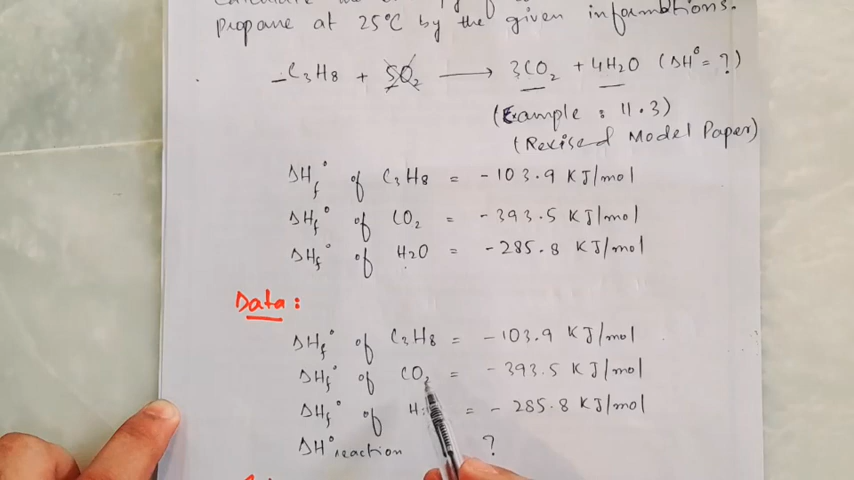 Propane at 25°C by the given informbtions.
C3H8 + 5O2 → 3CO2 + 4H2O (ΔH° = ?)
(Example : 11.3)
(Revised Model Paper)
ΔHf° of C3H8 = -103.9 KJ/mol
ΔHf° of CO2 = -393.5 KJ/mol
ΔHf° of H2O = -285.8 KJ/mol
Data:
ΔHf° of C3H8 = -103.9 KJ/mol
ΔHf° of CO2 = -393.5 KJ/mol
ΔHf° of H = -285.8 KJ/mol
ΔH° reaction ?